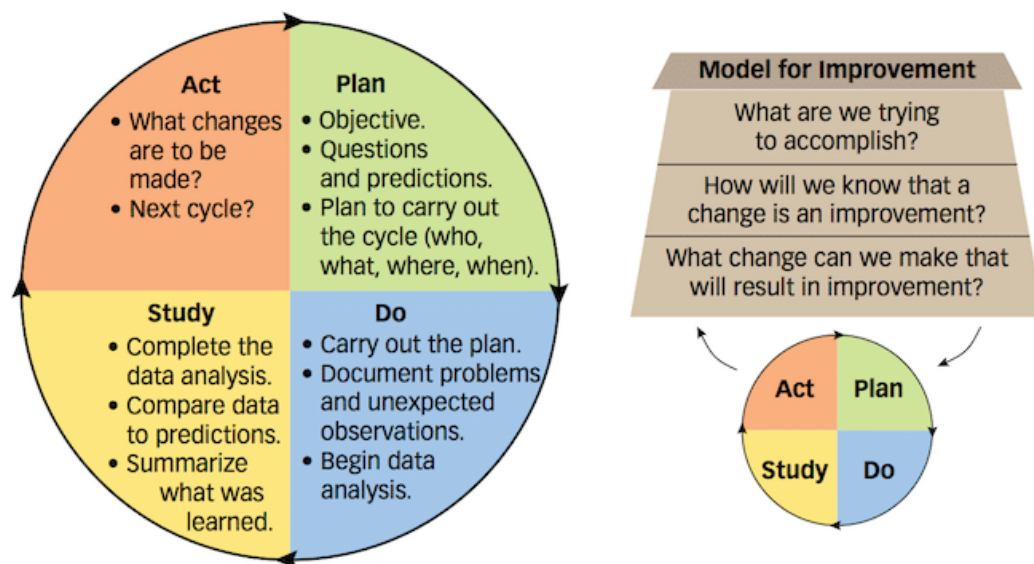 Act
• What changes
are to be
made?
• Next cycle?
Plan
• Objective.
• Questions
and predictions.
• Plan to carry out
the cycle (who,
what, where, when).
Study
• Complete the
data analysis.
• Compare data
to predictions.
• Summarize
what was
learned.
Do
• Carry out the plan.
• Document problems
and unexpected
observations.
• Begin data
analysis.
Model for Improvement
What are we trying
to accomplish?
How will we know that a
change is an improvement?
What change can we make that
will result in improvement?
Act
Plan
Study
Do